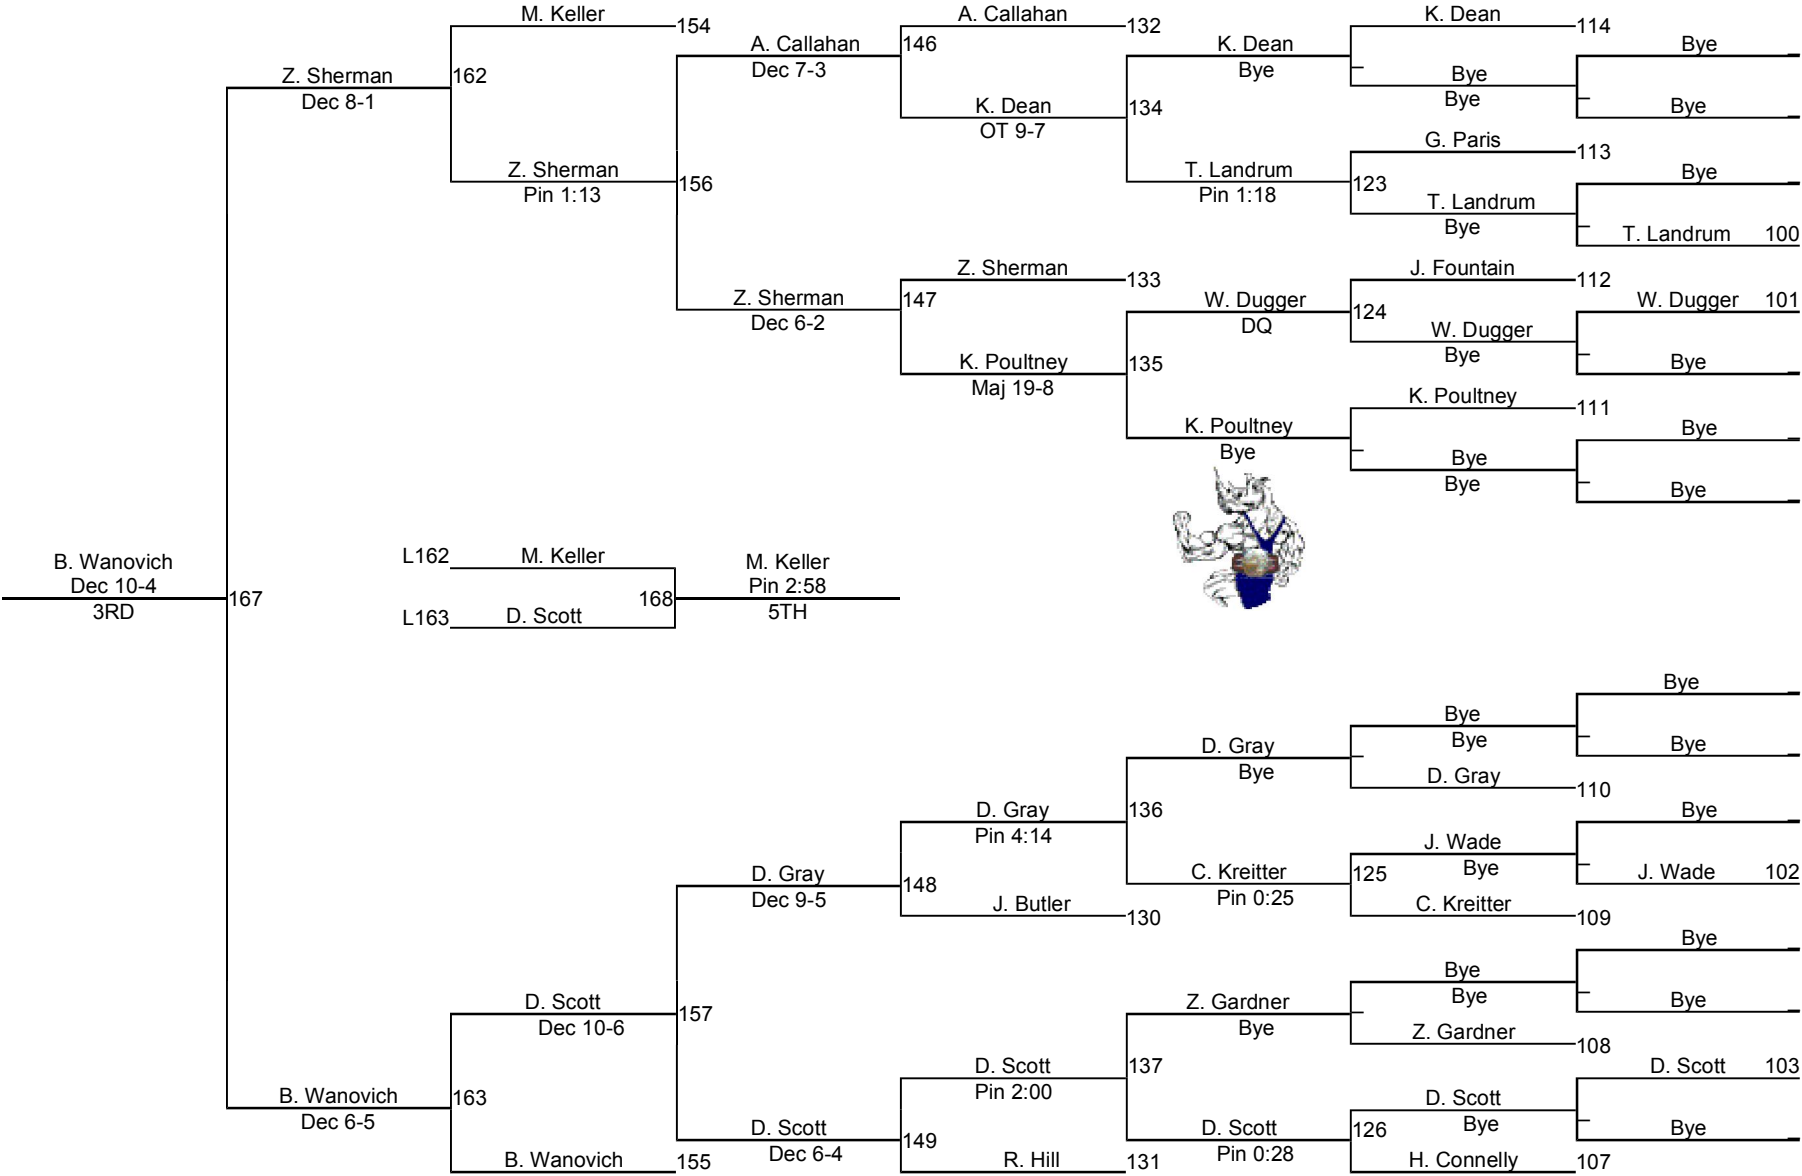 M. Keller
154
A. Callahan
132
K. Dean
114
A. Callahan
146
K. Dean
Bye
Dec 7-3
Bye
Z. Sherman
162
Bye
Dec 8-1
Bye
K. Dean
134
Bye
OT 9-7
G. Paris
113
Z. Sherman
156
T. Landrum
123
Bye
Pin 1:13
Pin 1:18
T. Landrum
Bye
T. Landrum 100
Z. Sherman
133
J. Fountain
112
Z. Sherman
147
W. Dugger
124
W. Dugger 101
Dec 6-2
DQ
W. Dugger
Bye
K. Poultney
135
Bye
Maj 19-8
K. Poultney
111
K. Poultney
Bye
Bye
Bye
Bye
Bye
B. Wanovich
L162
M. Keller
M. Keller
Dec 10-4
167
168
Pin 2:58
3RD
L163
D. Scott
5TH
Bye
Bye
D. Gray
Bye
Bye
Bye
D. Gray
110
D. Gray
136
Bye
Pin 4:14
J. Wade
D. Gray
148
C. Kreitter
125
Bye
J. Wade 102
Dec 9-5
Pin 0:25
J. Butler
130
C. Kreitter
109
Bye
Bye
D. Scott
157
Z. Gardner
Bye
Bye
Dec 10-6
Bye
Z. Gardner
108
D. Scott
137
D. Scott 103
Pin 2:00
B. Wanovich
163
D. Scott
Dec 6-5
D. Scott
149
D. Scott
126
Bye
Bye
Dec 6-4
Pin 0:28
B. Wanovich
155
R. Hill
131
H. Connelly
107